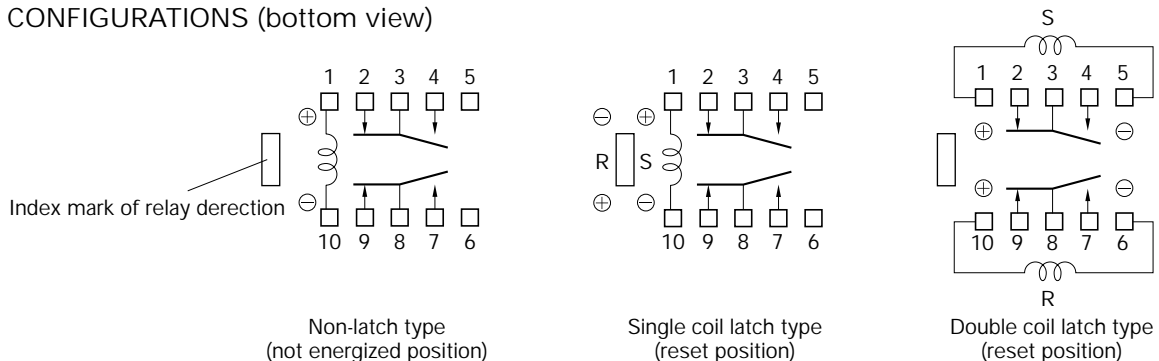 CONFIGURATIONS (bottom view)
1 2 3 4 5
⊕
⊖
10 9 8 7 6
Index mark of relay derection
Non-latch type
(not energized position)
1 2 3 4 5
⊖ ⊕
R S
⊕ ⊖
10 9 8 7 6
Single coil latch type
(reset position)
S
1 2 3 4 5
⊕ ⊖
⊕ ⊖
10 9 8 7 6
R
Double coil latch type
(reset position)